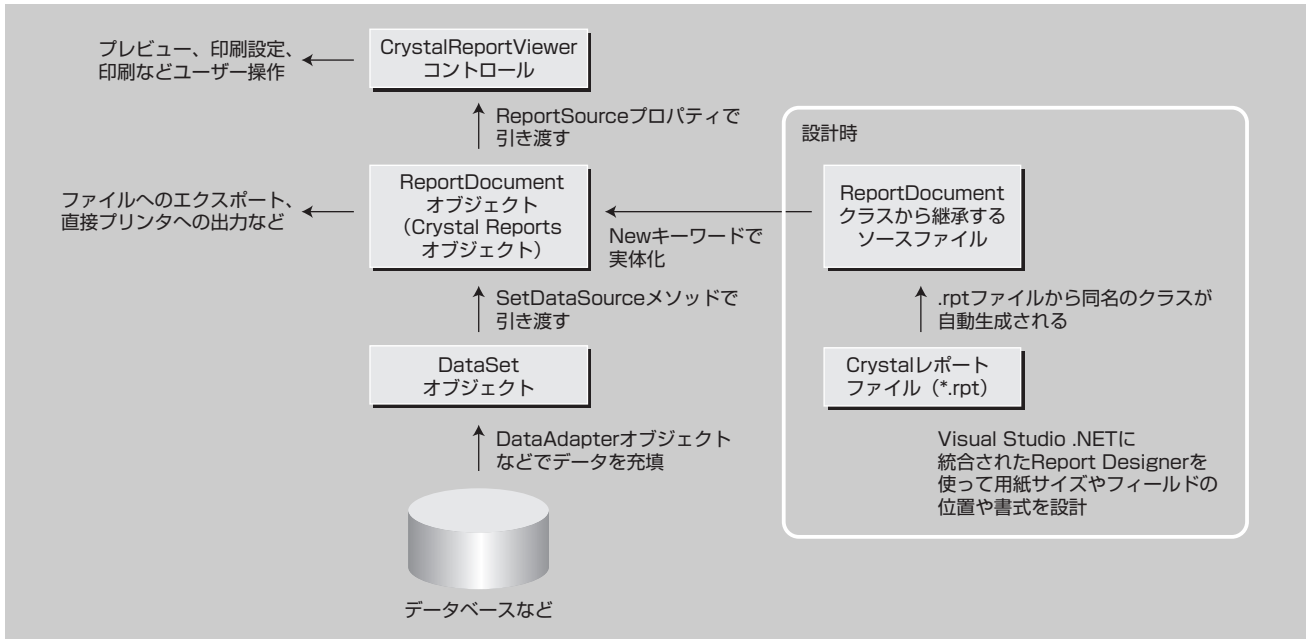 プレビュー、印刷設定、
印刷などユーザー操作
CrystalReportViewer
コントロール
ReportSourceプロパティで
引き渡す
設計時
ファイルへのエクスポート、
直接プリンタへの出力など
ReportDocument
オブジェクト
（Crystal Reports
オブジェクト）
Newキーワードで
実体化
ReportDocument
クラスから継承する
ソースファイル
SetDataSourceメソッドで
引き渡す
.rptファイルから同名のクラスが
自動生成される
DataSet
オブジェクト
Crystalレポート
ファイル（*.rpt）
DataAdapterオブジェクト
などでデータを充填
Visual Studio .NETに
統合されたReport Designerを
使って用紙サイズやフィールドの
位置や書式を設計
データベースなど